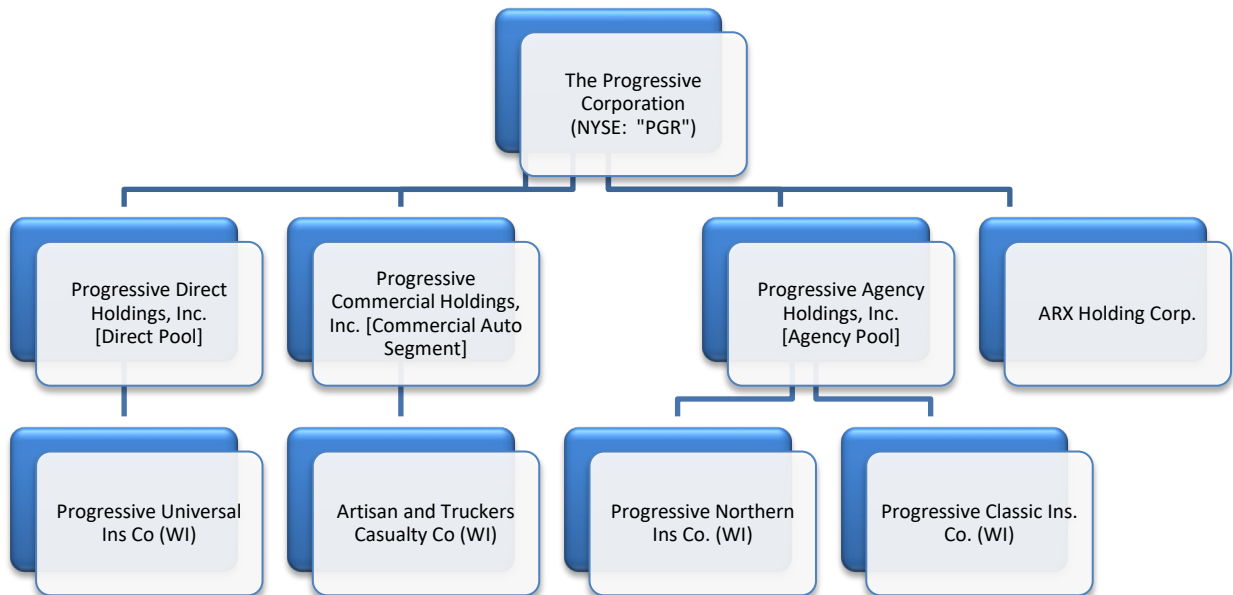 The Progressive
Corporation
(NYSE:  "PGR")
Progressive Direct
Holdings, Inc.
[Direct Pool]
Progressive
Commercial Holdings,
Inc. [Commercial Auto
Segment]
Progressive Agency
Holdings, Inc.
[Agency Pool]
ARX Holding Corp.
Progressive Universal
Ins Co (WI)
Artisan and Truckers
Casualty Co (WI)
Progressive Northern
Ins Co. (WI)
Progressive Classic Ins.
Co. (WI)